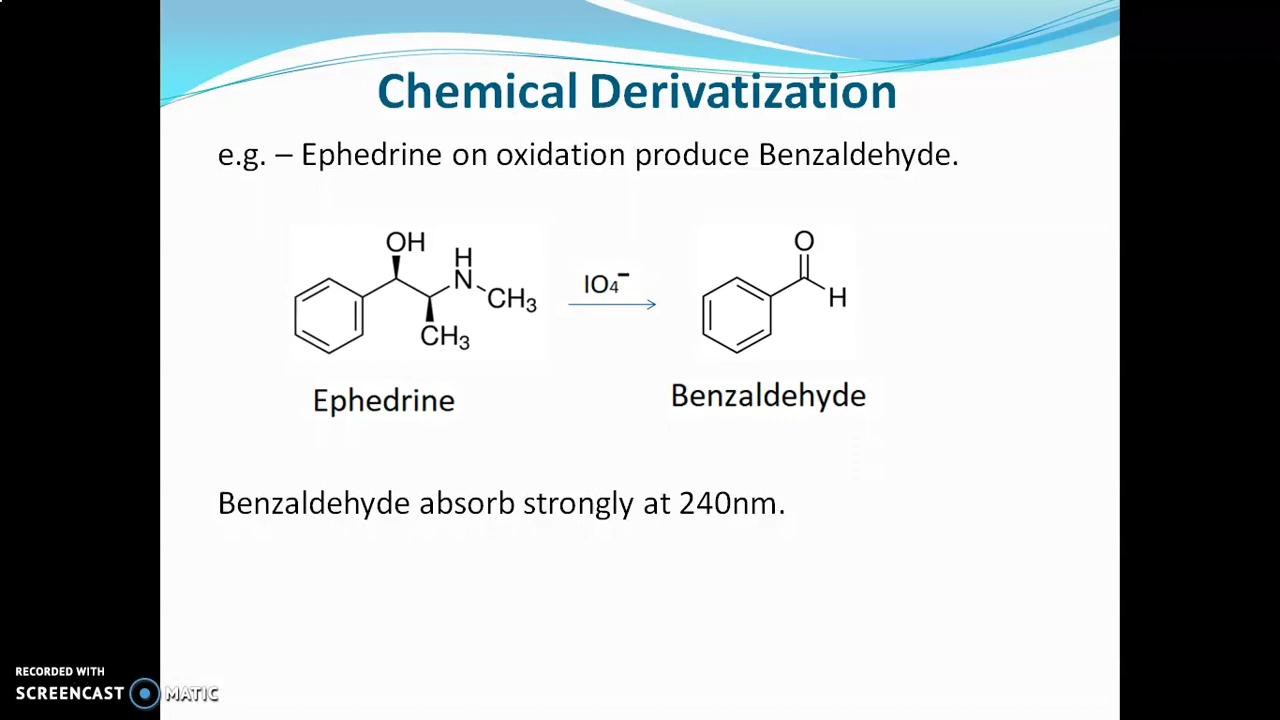 Chemical Derivatization
e.g. – Ephedrine on oxidation produce Benzaldehyde.
OH
H
N
CH3
CH3
IO4⁻
O
H
Ephedrine
Benzaldehyde
Benzaldehyde absorb strongly at 240nm.
RECORDED WITH
SCREENCAST MATIC